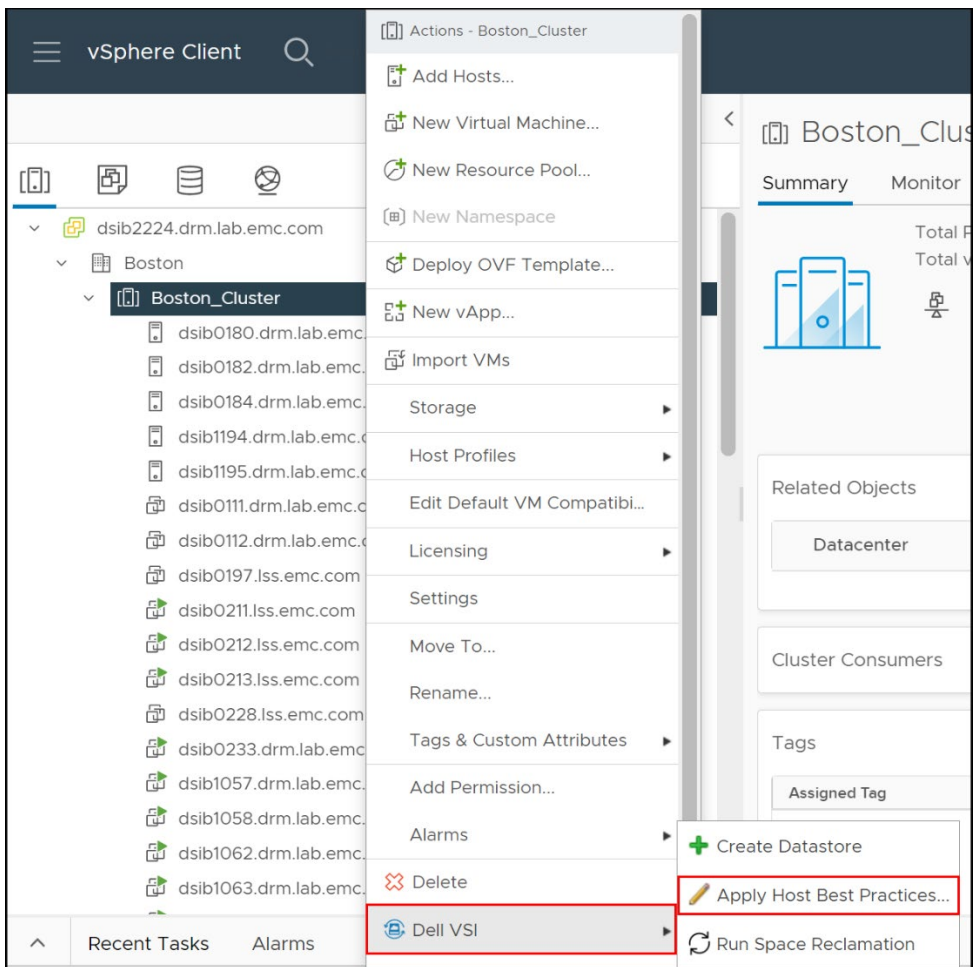 vSphere Client
dsib2224.drm.lab.emc.com
Boston
Boston_Cluster
dsib0180.drm.lab.emc.
dsib0182.drm.lab.emc.
dsib0184.drm.lab.emc.
dsib1194.drm.lab.emc.c
dsib1195.drm.lab.emc.c
dsib0111.drm.lab.emc.c
dsib0112.drm.lab.emc.c
dsib0197.lss.emc.com
dsib0211.lss.emc.com
dsib0212.lss.emc.com
dsib0213.lss.emc.com
dsib0228.lss.emc.com
dsib0233.drm.lab.emc
dsib1057.drm.lab.emc.
dsib1058.drm.lab.emc.
dsib1062.drm.lab.emc.
dsib1063.drm.lab.emc.
Recent Tasks Alarms
Actions - Boston_Cluster
Add Hosts...
New Virtual Machine...
New Resource Pool...
New Namespace
Deploy OVF Template...
New vApp...
Import VMs
Storage
Host Profiles
Edit Default VM Compatibi...
Licensing
Settings
Move To...
Rename...
Tags & Custom Attributes
Add Permission...
Alarms
Delete
Dell VSI
Create Datastore
Apply Host Best Practices...
Run Space Reclamation
Boston_Clus
Summary Monitor
Total P
Total v
Related Objects
Datacenter
Cluster Consumers
Tags
Assigned Tag